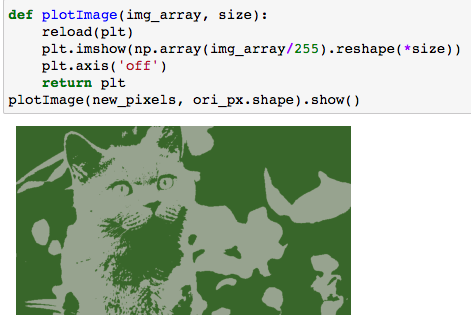 def plotImage(img_array, size):
    reload(plt)
    plt.imshow(np.array(img_array/255).reshape(*size))
    plt.axis('off')
    return plt
plotImage(new_pixels, ori_px.shape).show()